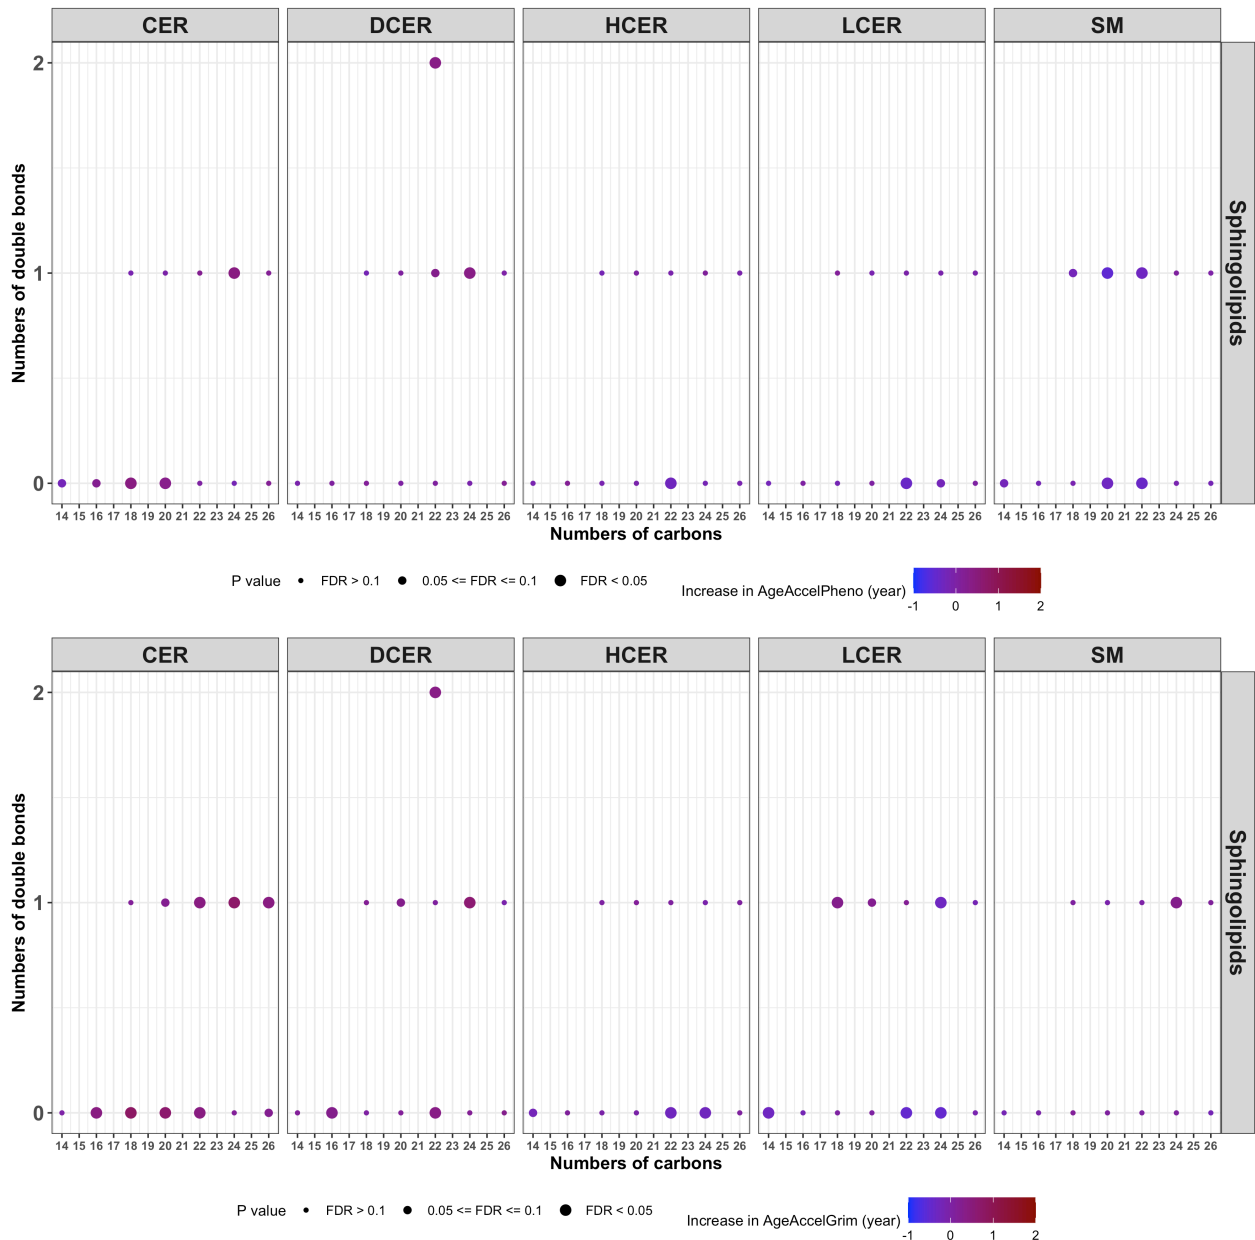 CER DCER HCER LCER SM
2
1
0
Numbers of double bonds
Sphingolipids
14 15 16 17 18 19 20 21 22 23 24 25 26 14 15 16 17 18 19 20 21 22 23 24 25 26 14 15 16 17 18 19 20 21 22 23 24 25 26 14 15 16 17 18 19 20 21 22 23 24 25 26 14 15 16 17 18 19 20 21 22 23 24 25 26
Numbers of carbons
P value FDR > 0.1 0.05 <= FDR <= 0.1 FDR < 0.05 Increase in AgeAccelPheno (year)
-1 0 1 2
CER DCER HCER LCER SM
2
1
0
Numbers of double bonds
Sphingolipids
14 15 16 17 18 19 20 21 22 23 24 25 26 14 15 16 17 18 19 20 21 22 23 24 25 26 14 15 16 17 18 19 20 21 22 23 24 25 26 14 15 16 17 18 19 20 21 22 23 24 25 26 14 15 16 17 18 19 20 21 22 23 24 25 26
Numbers of carbons
P value FDR > 0.1 0.05 <= FDR <= 0.1 FDR < 0.05 Increase in AgeAccelGrim (year)
-1 0 1 2